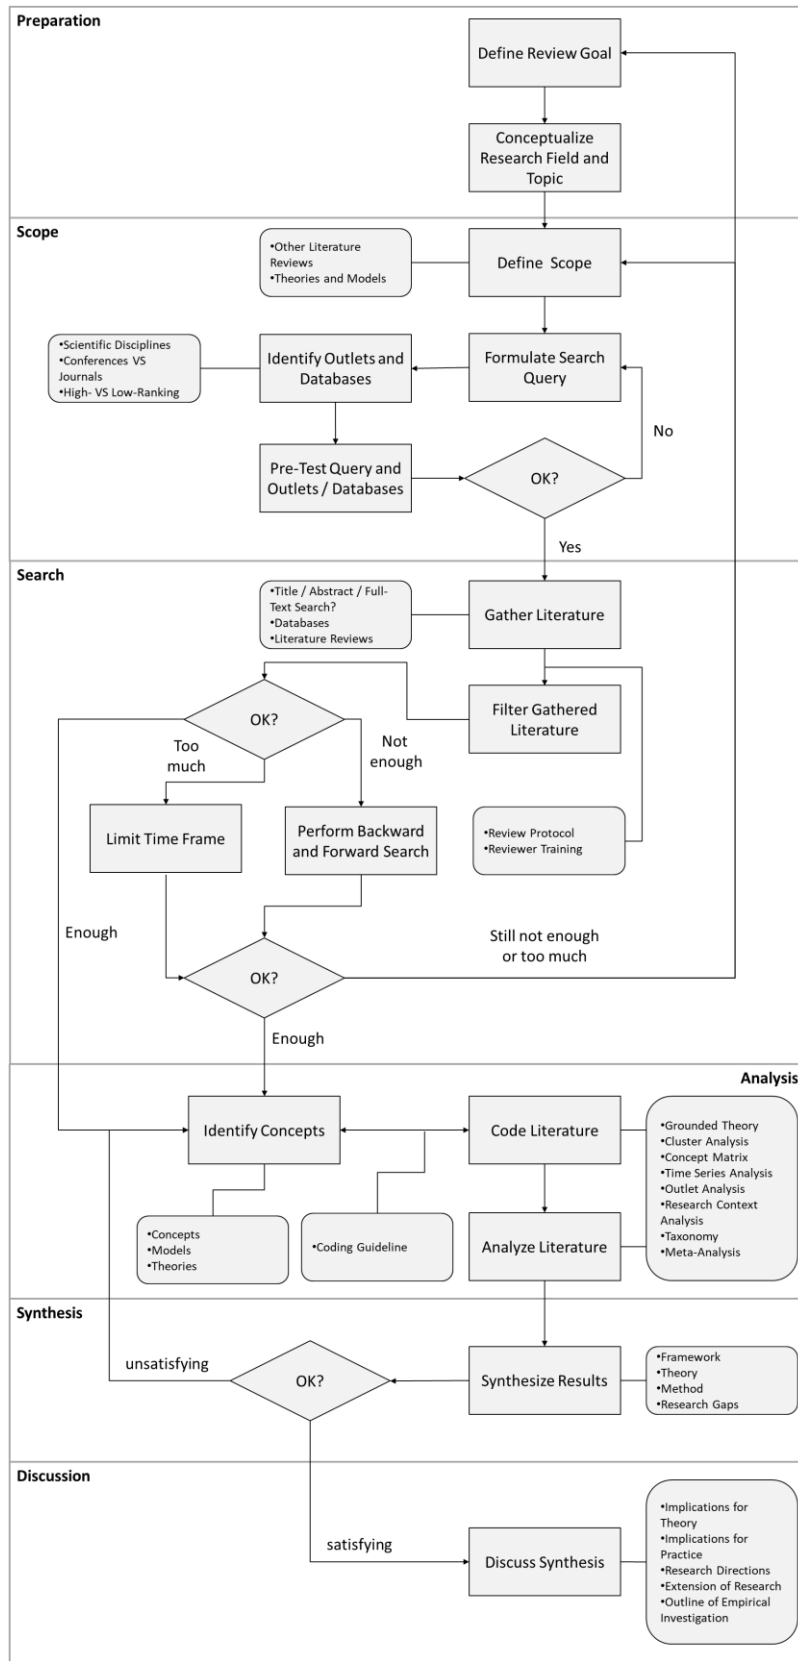 Preparation
Define Review Goal
Conceptualize
Research Field and
Topic
Scope
•Other Literature
Reviews
•Theories and Models
Define  Scope
•Scientific Disciplines
•Conferences VS
Journals
•High- VS Low-Ranking
Identify Outlets and
Databases
Formulate Search
Query
No
Pre-Test Query and
Outlets / Databases
OK?
Yes
Search
•Title / Abstract / Full-
Text Search?
•Databases
•Literature Reviews
Gather Literature
Filter Gathered
Literature
OK?
Too
much
Not
enough
Limit Time Frame
Perform Backward
and Forward Search
•Review Protocol
•Reviewer Training
Enough
OK?
Still not enough
or too much
Enough
Analysis
Identify Concepts
Code Literature
•Grounded Theory
•Cluster Analysis
•Concept Matrix
•Time Series Analysis
•Outlet Analysis
•Research Context
Analysis
•Taxonomy
•Meta-Analysis
•Concepts
•Models
•Theories
•Coding Guideline
Analyze Literature
Synthesis
unsatisfying
OK?
Synthesize Results
•Framework
•Theory
•Method
•Research Gaps
Discussion
satisfying
Discuss Synthesis
•Implications for
Theory
•Implications for
Practice
•Research Directions
•Extension of Research
•Outline of Empirical
Investigation